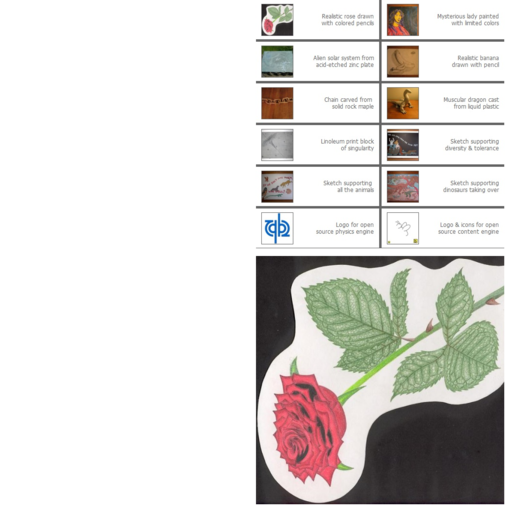 Realistic rose drawn
with colored pencils
Mysterious lady painted
with limited colors
Alien solar system from
acid-etched zinc plate
Realistic banana
drawn with pencil
Chain carved from
solid rock maple
Muscular dragon cast
from liquid plastic
Linoleum print block
of singularity
Sketch supporting
diversity & tolerance
Sketch supporting
all the animals
Sketch supporting
dinosaurs taking over
Logo for open
source physics engine
Logo & icons for open
source content engine